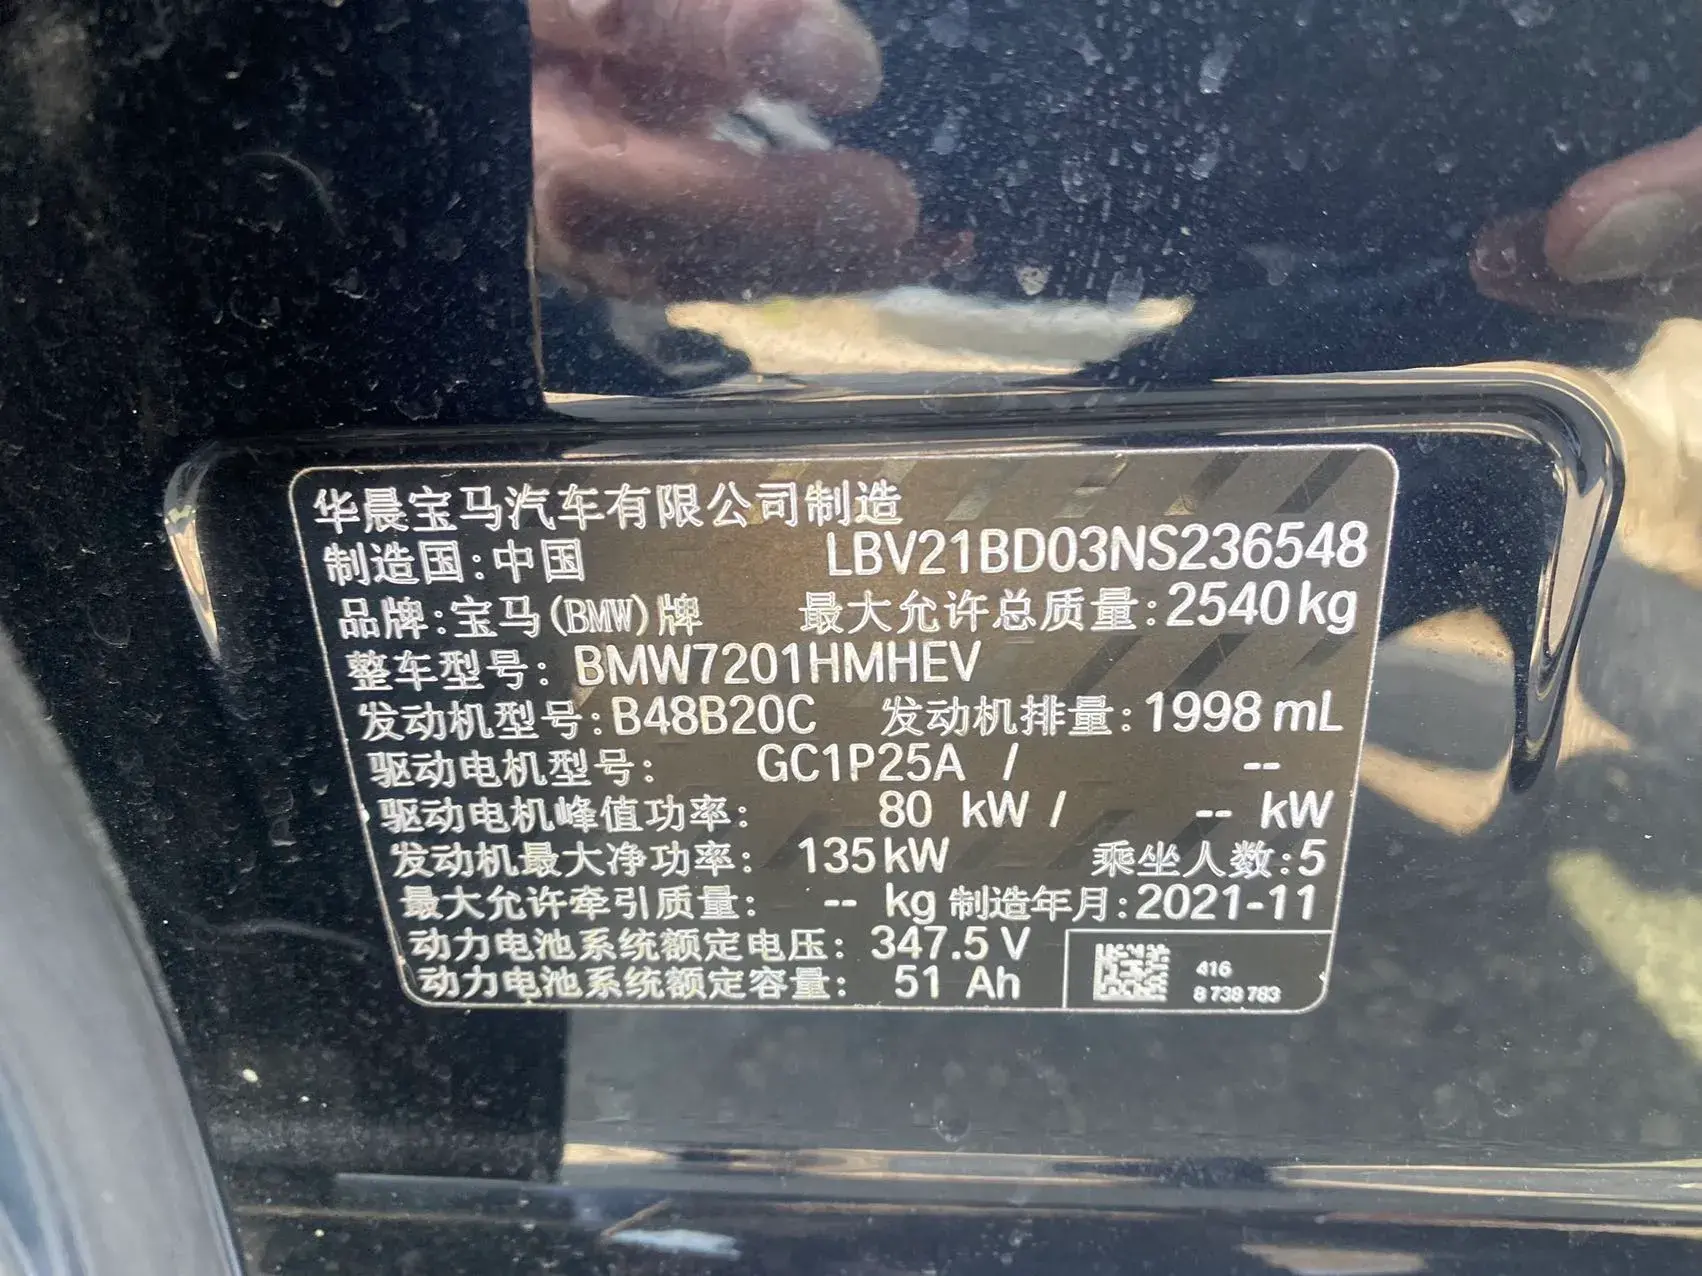 华晨宝马汽车有限公司制造
制造国:中国 LBV21BD03NS236548
品牌:宝马(BMW)牌 最大允许总质量:2540kg
整车型号: BMW7201HMHEV
发动机型号:B48B20C 发动机排量:1998 mL
驱动电机型号: GC1P25A / --
驱动电机峰值功率: 80 kW / -- kW
发动机最大净功率: 135kW 乘坐人数:5
最大允许牵引质量: -- kg 制造年月:2021-11
动力电池系统额定电压: 347.5 V
动力电池系统额定容量: 51 Ah
416
8 738 783